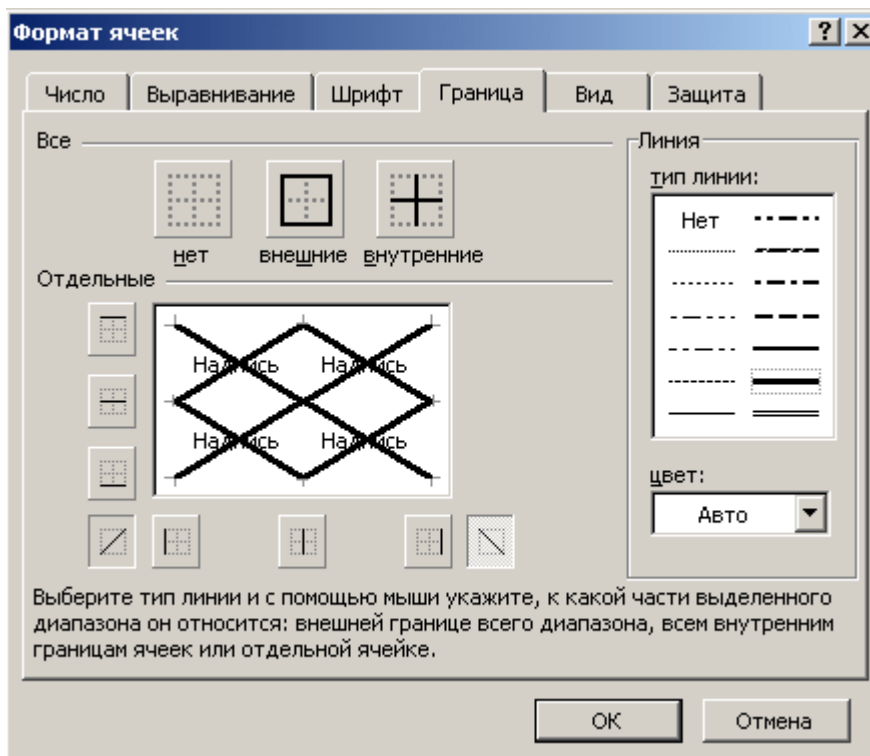 Формат ячеек
Число Выравнивание Шрифт Граница Вид Защита
Все
нет внешние внутренние
Отдельные
Надпись Надпись
Надпись Надпись
Линия
тип линии:
Нет
цвет:
Авто
Выберите тип линии и с помощью мыши укажите, к какой части выделенного
диапазона он относится: внешней границе всего диапазона, всем внутренним
границам ячеек или отдельной ячейке.
ОК Отмена